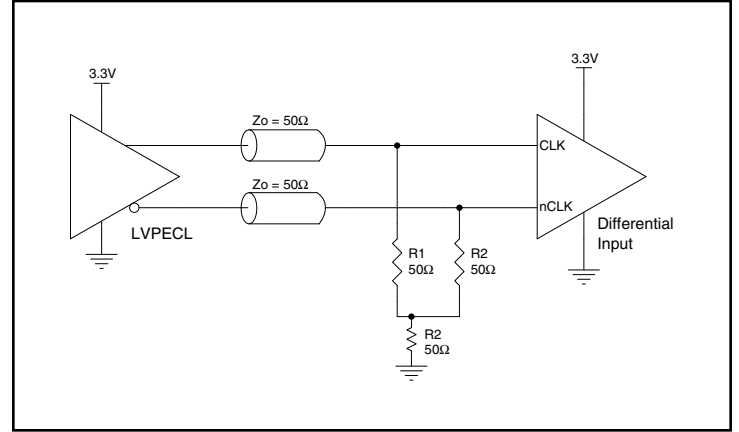 3.3V
3.3V
Zo = 50Ω
CLK
Zo = 50Ω
nCLK
LVPECL
Differential
Input
R1
50Ω
R2
50Ω
R2
50Ω